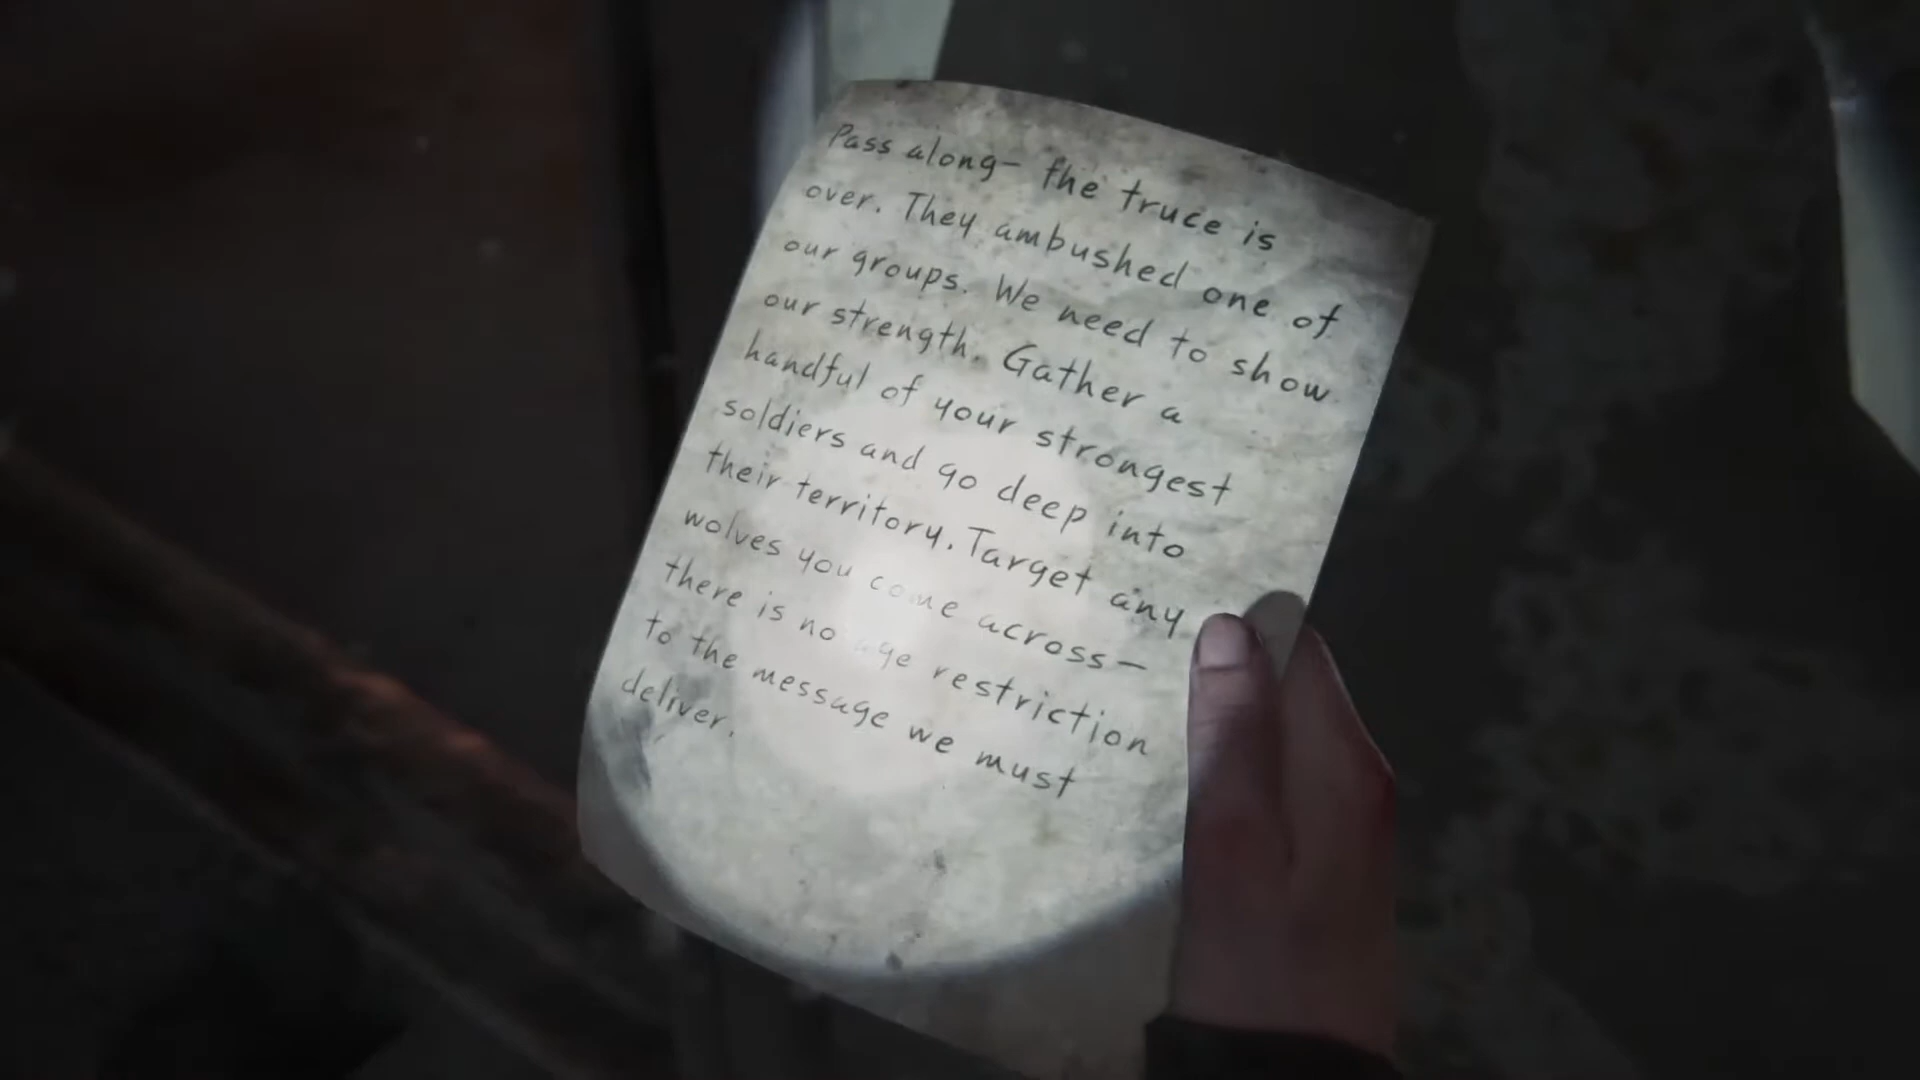 Pass along— the truce is
over. They ambushed one of
our groups. We need to show
our strength. Gather a
handful of your strongest
soldiers and go deep into
their territory. Target any
wolves you come across—
there is no age restriction
to the message we must
deliver.